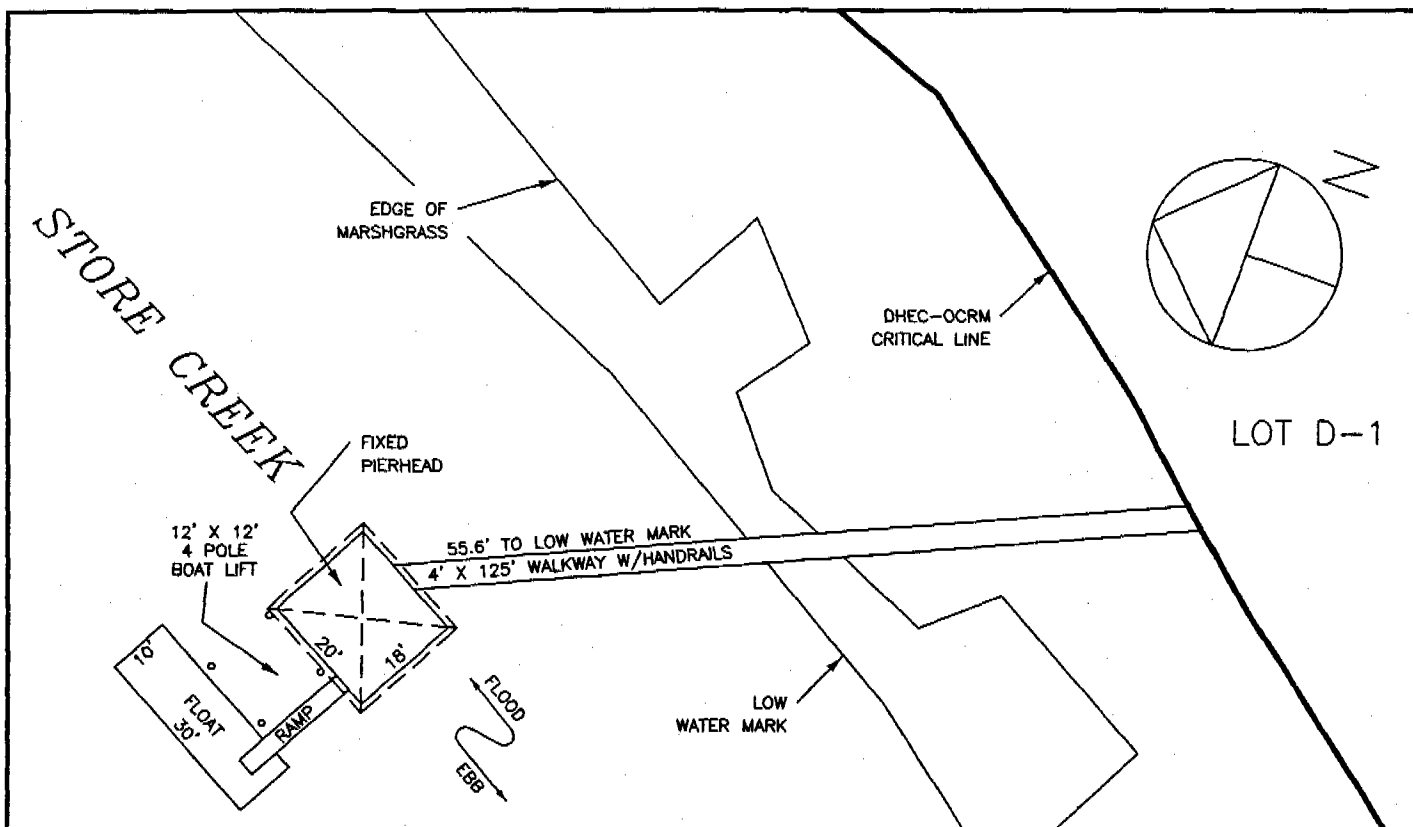 N
EDGE OF
MARSHGRASS
STORE CREEK
DHEC-OCRM
CRITICAL LINE
LOT D-1
FIXED
PIERHEAD
12' X 12'
4 POLE
BOAT LIFT
55.6' TO LOW WATER MARK
4' X 125' WALKWAY W/HANDRAILS
20'
18'
10'
FLOAT
30'
RAMP
FLOOD
EBB
LOW
WATER MARK